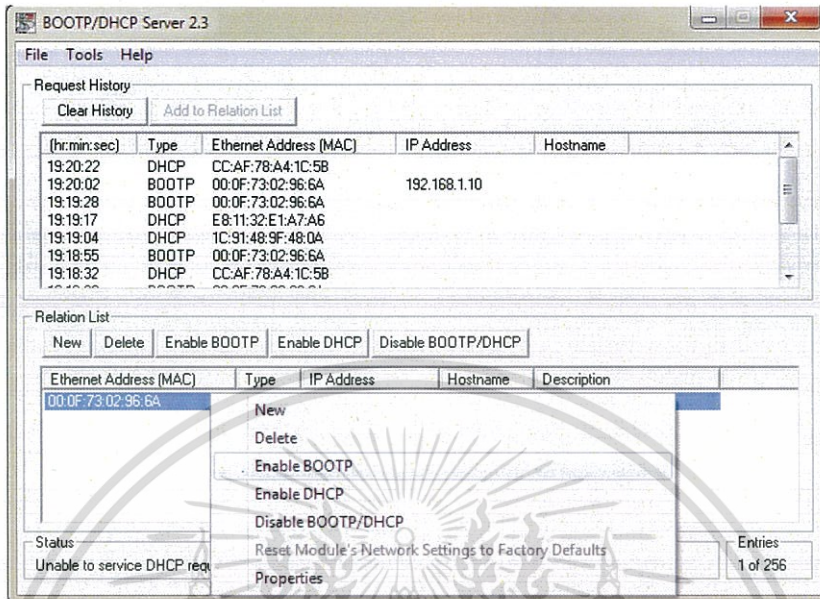 BOOTP/DHCP Server 2.3
File Tools Help
Request History
Clear History Add to Relation List
(hr:min:sec) Type Ethernet Address (MAC) IP Address Hostname
19:20:22 DHCP CC:AF:78:A4:1C:5B
19:20:02 BOOTP 00:0F:73:02:96:6A 192.168.1.10
19:19:28 BOOTP 00:0F:73:02:96:6A
19:19:17 DHCP E8:11:32:E1:A7:A6
19:19:04 DHCP 1C:91:48:9F:48:0A
19:18:55 BOOTP 00:0F:73:02:96:6A
19:18:32 DHCP CC:AF:78:A4:1C:5B
Relation List
New Delete Enable BOOTP Enable DHCP Disable BOOTP/DHCP
Ethernet Address (MAC) Type IP Address Hostname Description
00:0F:73:02:96:6A
New
Delete
Enable BOOTP
Enable DHCP
Disable BOOTP/DHCP
Reset Module's Network Settings to Factory Defaults
Properties
Status
Unable to service DHCP requ
Entries
1 of 256